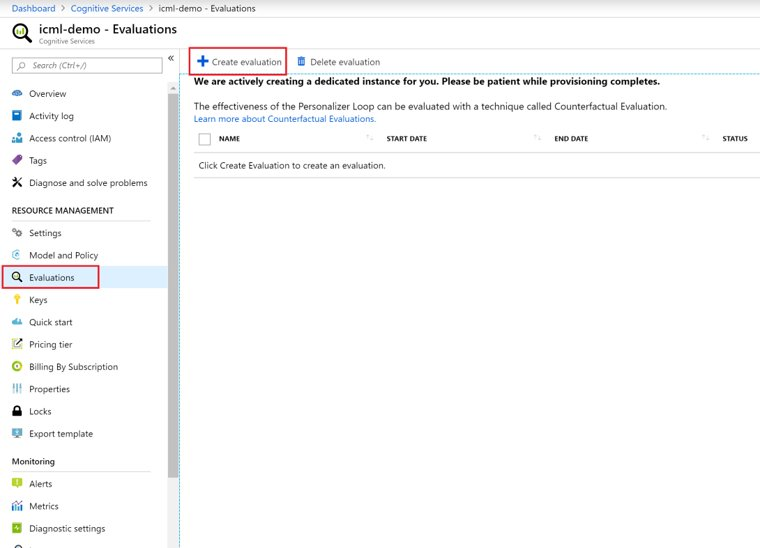 Dashboard > Cognitive Services > icml-demo - Evaluations
icml-demo - Evaluations
Cognitive Services
Search (Ctrl+/)
«
Overview
Activity log
Access control (IAM)
Tags
Diagnose and solve problems
RESOURCE MANAGEMENT
Settings
Model and Policy
Evaluations
Keys
Quick start
Pricing tier
Billing By Subscription
Properties
Locks
Export template
Monitoring
Alerts
Metrics
Diagnostic settings
Create evaluation
Delete evaluation
We are actively creating a dedicated instance for you. Please be patient while provisioning completes.
The effectiveness of the Personalizer Loop can be evaluated with a technique called Counterfactual Evaluation.
Learn more about Counterfactual Evaluations.
NAME START DATE END DATE STATUS
Click Create Evaluation to create an evaluation.